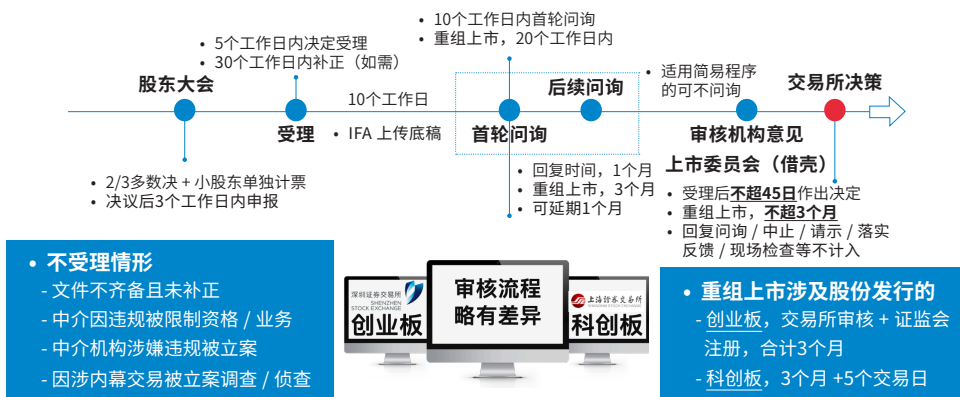 • 10个工作日内首轮问询
• 重组上市，20个工作日内
• 5个工作日内决定受理
• 30个工作日内补正（如需）
股东大会
后续问询
• 适用简易程序
的可不问询
交易所决策
10个工作日
受理
• IFA 上传底稿
首轮问询
审核机构意见
上市委员会（借壳）
• 2/3多数决 + 小股东单独计票
• 决议后3个工作日内申报
• 回复时间，1个月
• 重组上市，3个月
• 可延期1个月
• 受理后不超45日作出决定
• 重组上市，不超3个月
• 回复问询 / 中止 / 请示 / 落实
反馈 / 现场检查等不计入
• 不受理情形
- 文件不齐备且未补正
- 中介因违规被限制资格 / 业务
- 中介机构涉嫌违规被立案
- 因涉内幕交易被立案调查 / 侦查
深圳证券交易所
SHENZHEN
STOCK EXCHANGE
创业板
审核流程
略有差异
上海證券交易所
SHANGHAI STOCK EXCHANGE
科创板
• 重组上市涉及股份发行的
- 创业板，交易所审核 + 证监会
注册，合计3个月
- 科创板，3个月 +5个交易日